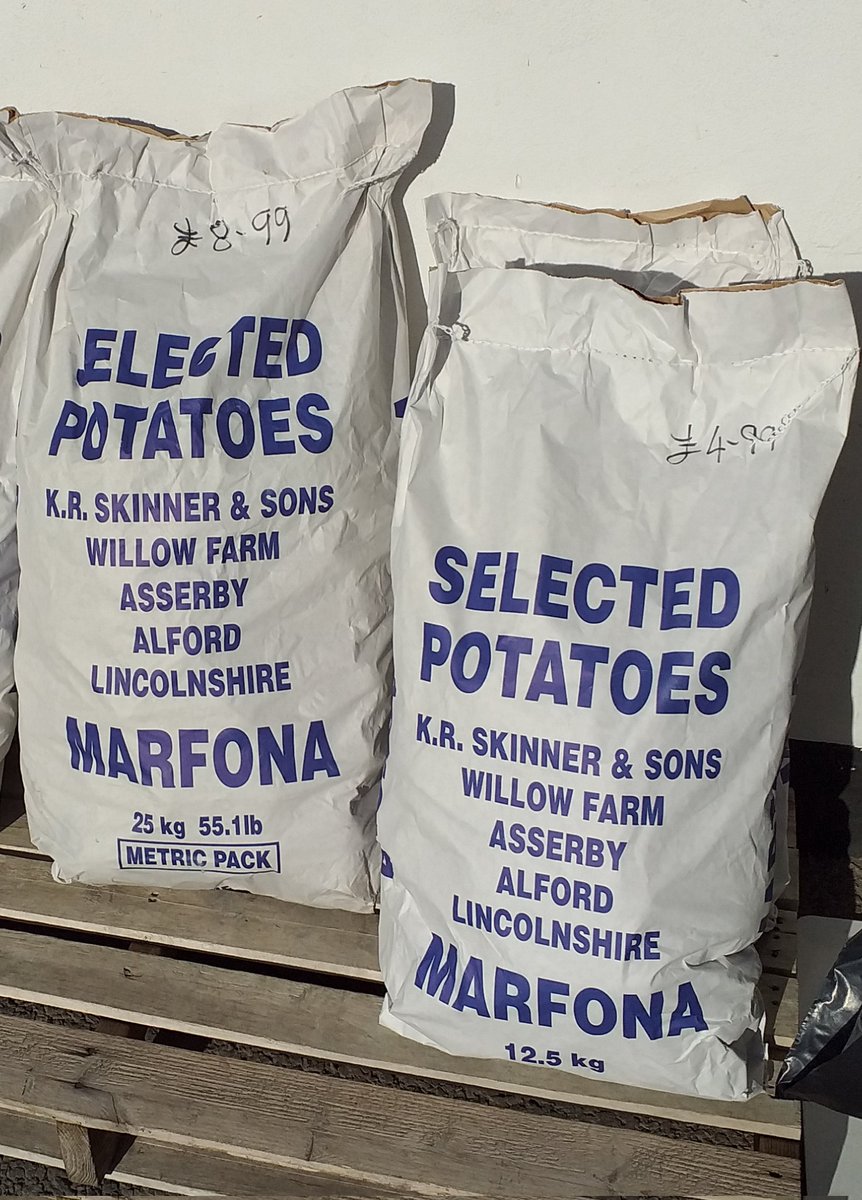 £8-99
SELECTED
POTATOES
K.R. SKINNER & SONS
WILLOW FARM
ASSERBY
ALFORD
LINCOLNSHIRE
MARFONA
25 kg 55.1lb
METRIC PACK
£4-99
SELECTED
POTATOES
K.R. SKINNER & SONS
WILLOW FARM
ASSERBY
ALFORD
LINCOLNSHIRE
MARFONA
12.5 kg